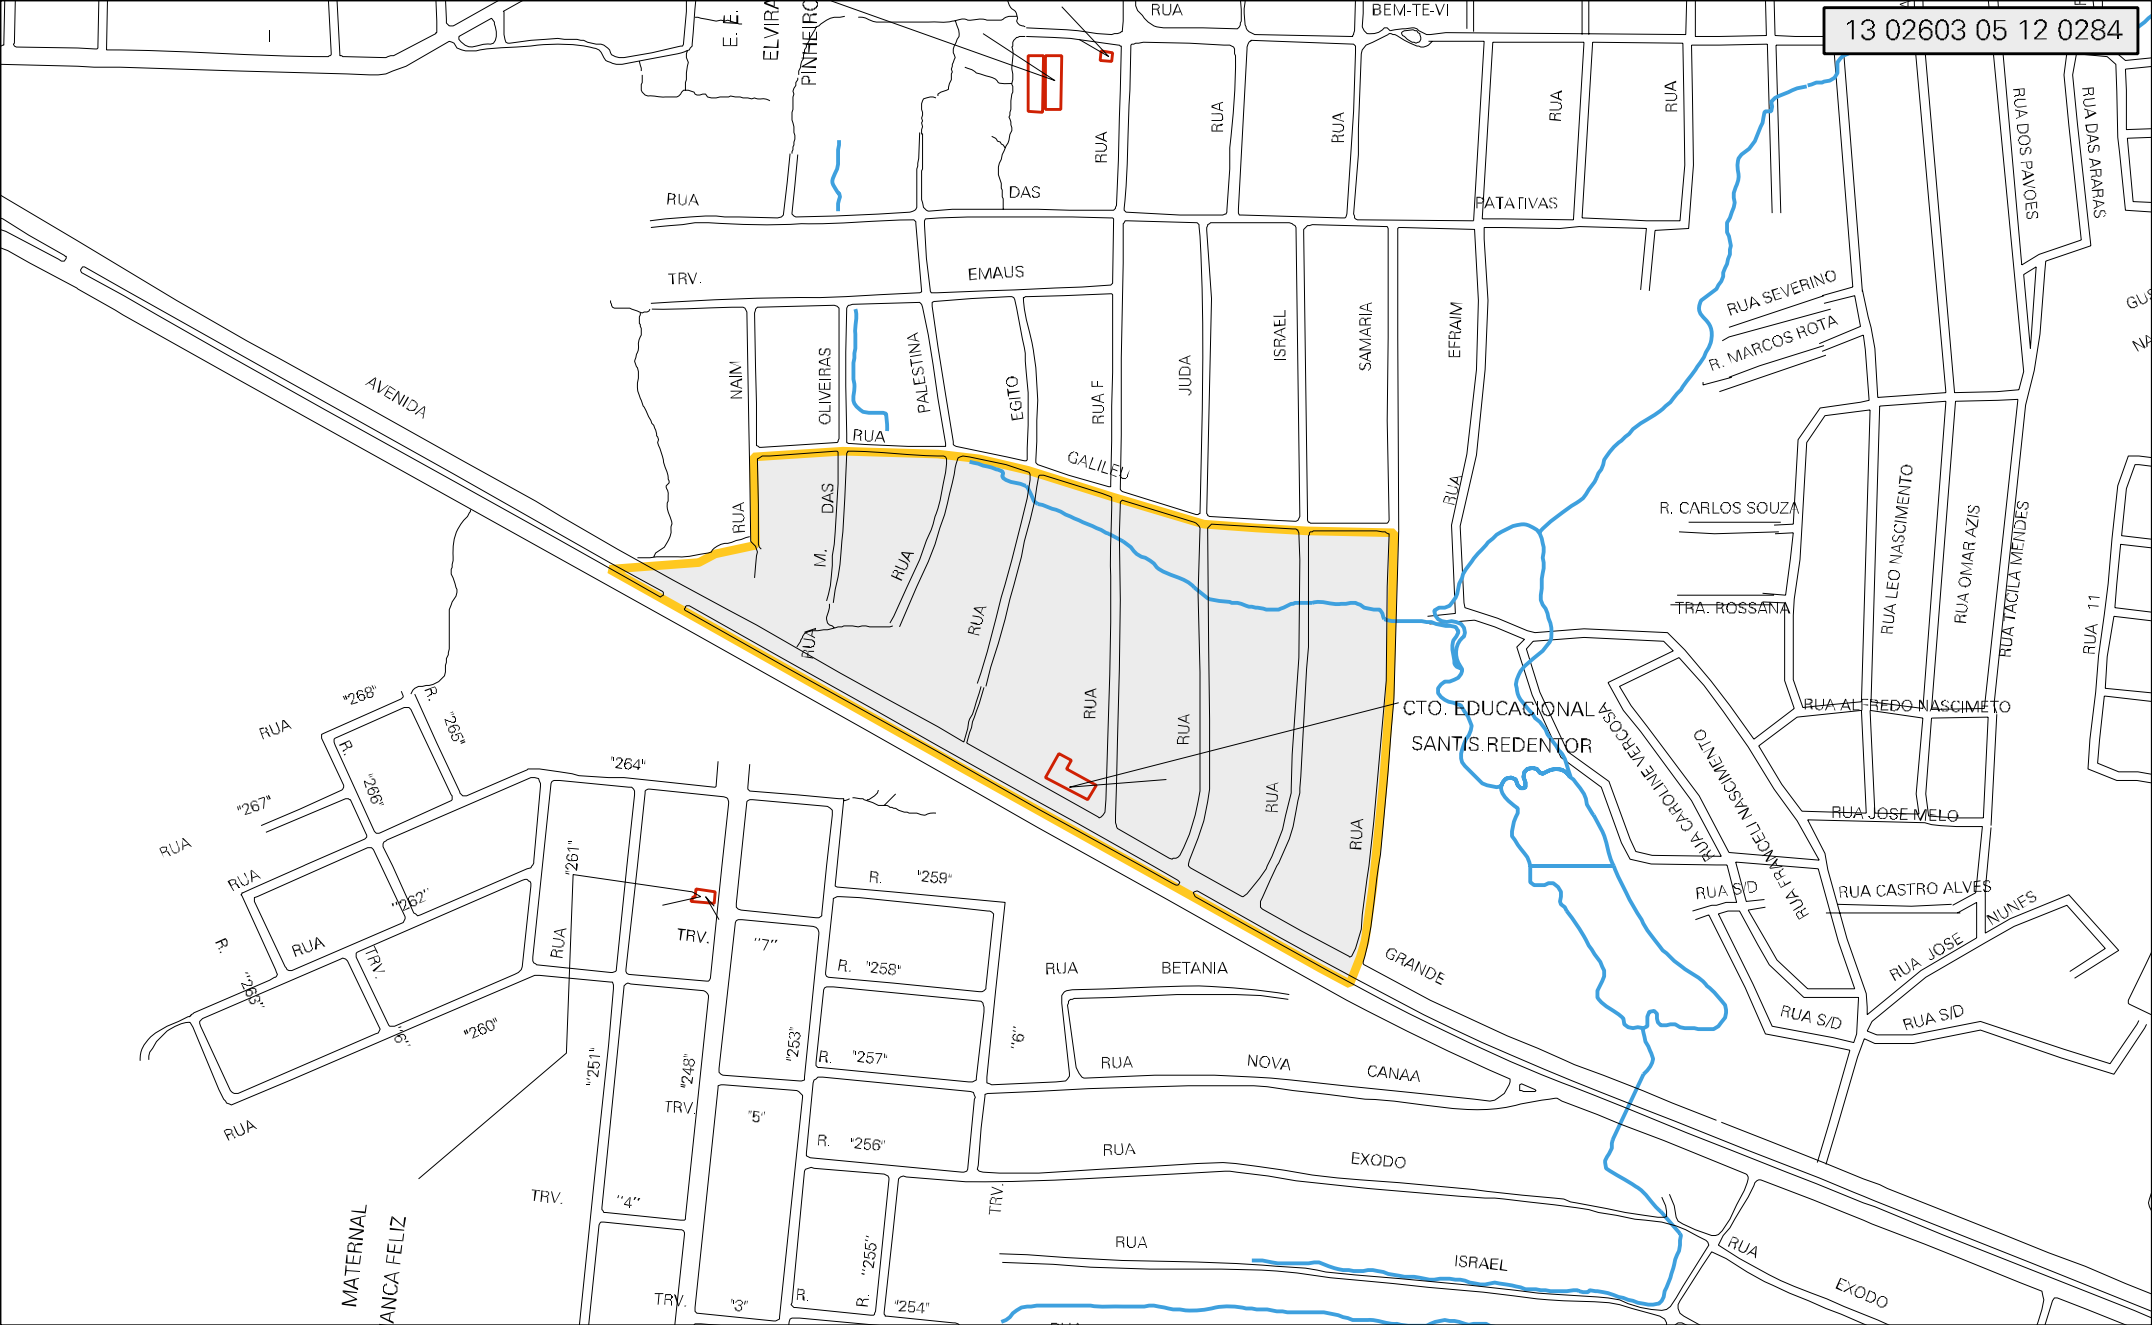 13 02603 05 12 0284
E. E.
ELVIRA
PINHEIRO
I
RUA
BEM-TE-VI
RUA
RUA
RUA
RUA
RUA
RUA DOS PAVOES
RUA DAS ARARAS
RUA
DAS
PATATIVAS
TRV.
EMAUS
RUA SEVERINO
R. MARCOS ROTA
AVENIDA
NAIM
OLIVEIRAS
PALESTINA
EGITO
RUA F
JUDA
ISRAEL
SAMARIA
EFRAIM
RUA
GALILEU
RUA
DAS
M.
RUA
RUA
RUA
RUA
RUA
RUA
RUA
RUA
R. CARLOS SOUZA
TRA. ROSSANA
RUA LEO NASCIMENTO
RUA OMAR AZIS
RUA TACILA MENDES
RUA 11
CTO. EDUCACIONAL
SANTIS.REDENTOR
RUA ALFREDO NASCIMETO
RUA CAROLINE VERCOSA
RUA FRANCELI NASCIMENTO
RUA JOSE MELO
RUA S/D
RUA CASTRO ALVES
RUA JOSE NUNES
RUA S/D
RUA S/D
RUA
"268"
R.
"265"
R.
"266"
"267"
RUA
"264"
RUA
"262"
"261"
RUA
RUA
R.
"263"
TRV.
"6"
"260"
RUA
TRV.
"7"
R.
"259"
R.
"258"
RUA
BETANIA
GRANDE
"253"
"251"
"248"
R.
"257"
"6"
RUA
NOVA
CANAA
TRV.
"5"
R.
"256"
RUA
EXODO
TRV.
"4"
TRV.
MATERNAL
ANCA FELIZ
"255"
R.
R.
"254"
TRV.
"3"
RUA
ISRAEL
RUA
EXODO